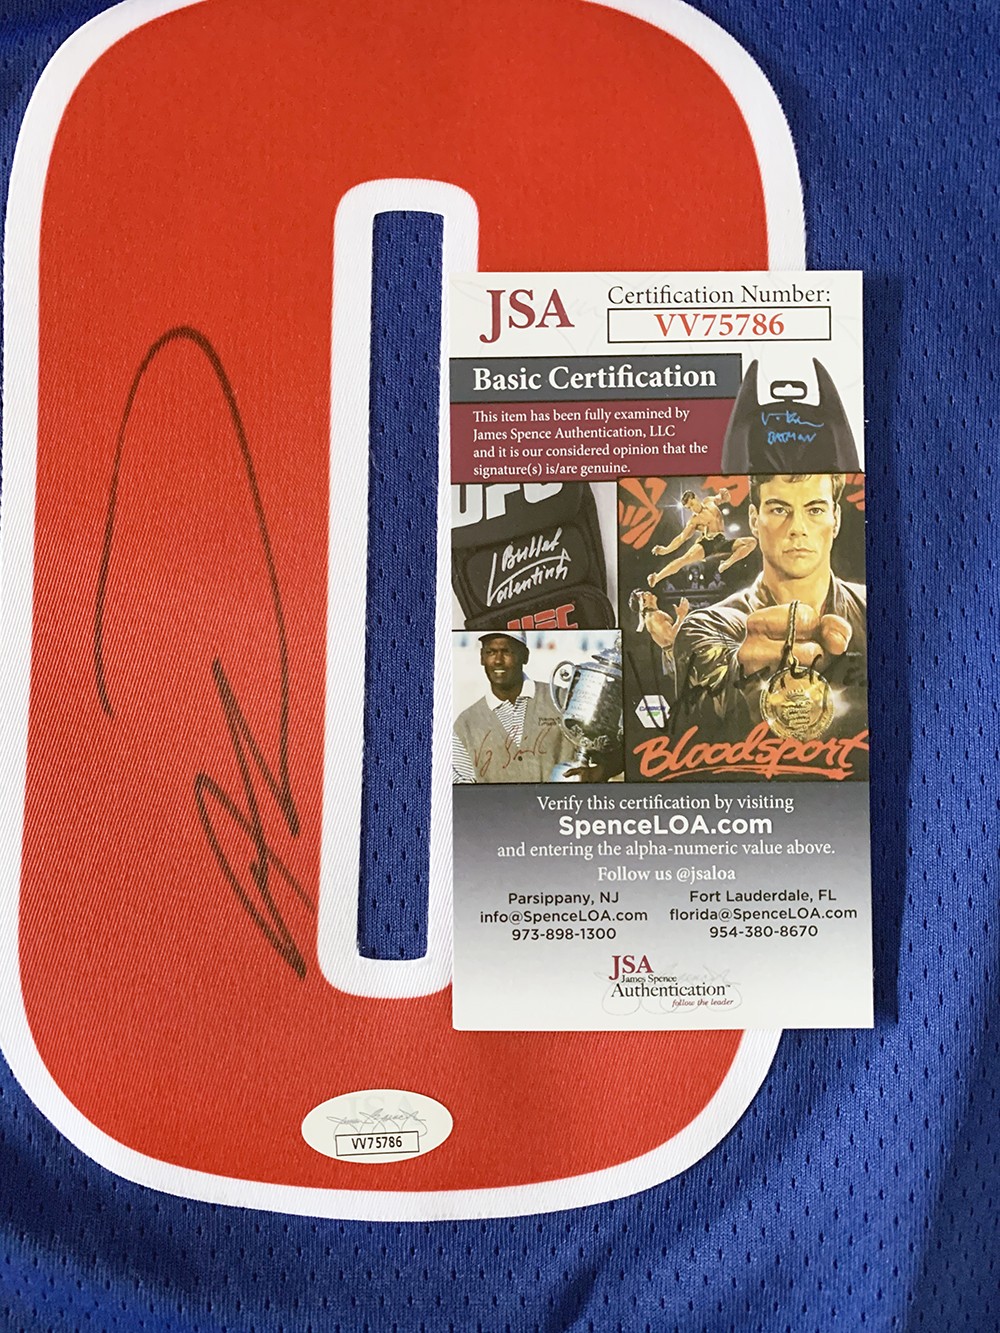 JSA
Certification Number:
VV75786
Basic Certification
This item has been fully examined by
James Spence Authentication, LLC
and it is our considered opinion that the
signature(s) is/are genuine.
UFC
Bullet
Valentina
UFC
Bloodsport
Verify this certification by visiting
SpenceLOA.com
and entering the alpha-numeric value above.
Follow us @jsaloa
Parsippany, NJ
info@SpenceLOA.com
973-898-1300
Fort Lauderdale, FL
florida@SpenceLOA.com
954-380-8670
JSA
James Spence
Authentication™
follow the leader
JSA
VV75786